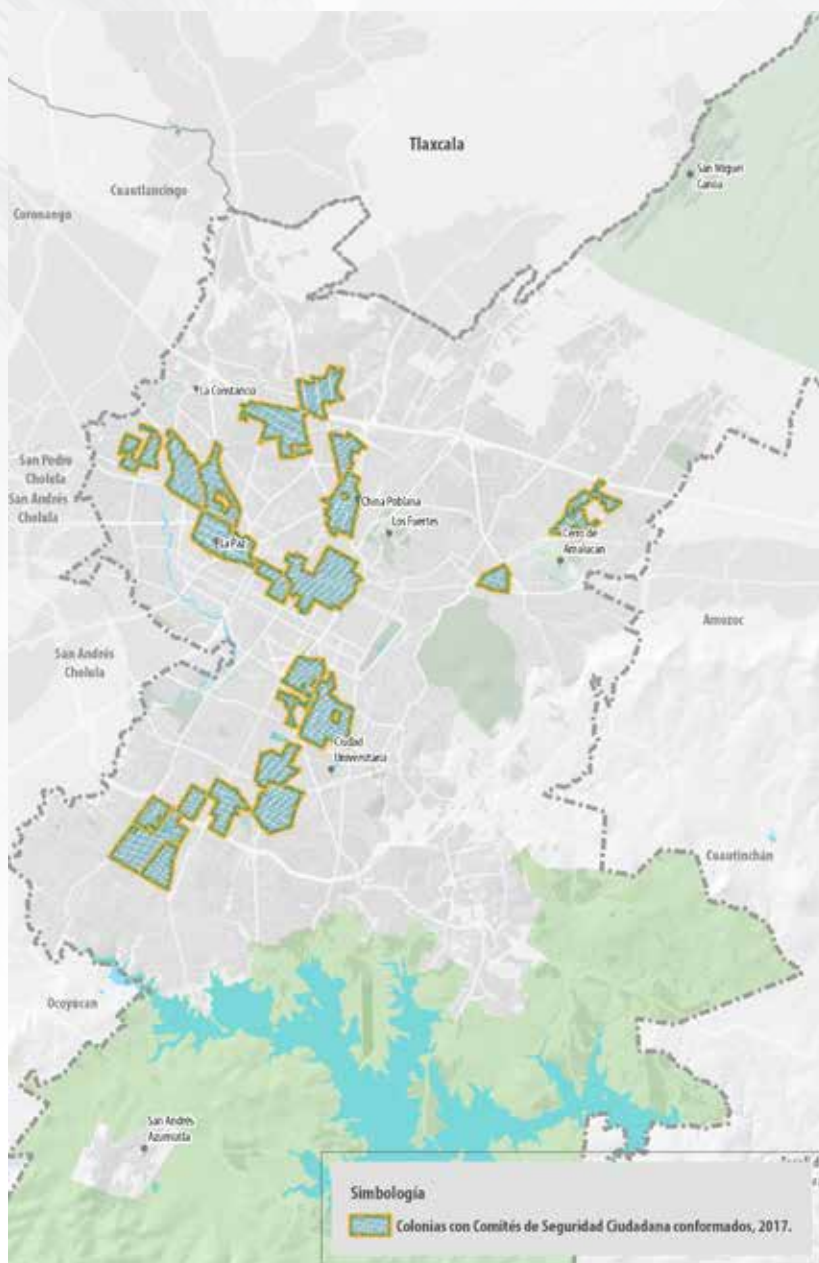 Tlaxcala
San Miguel
Canoa
Cuautlancingo
Coronango
La Constancia
San Pedro
Cholula
San Andrés
Cholula
China Poblana
Los Fuertes
La Paz
Cerro de
Amalucan
Amozoc
San Andrés
Cholula
Ciudad
Universitaria
Cuautinchán
Ocoyucan
San Andrés
Azumiatla
Simbología
Colonias con Comités de Seguridad Ciudadana conformados, 2017.